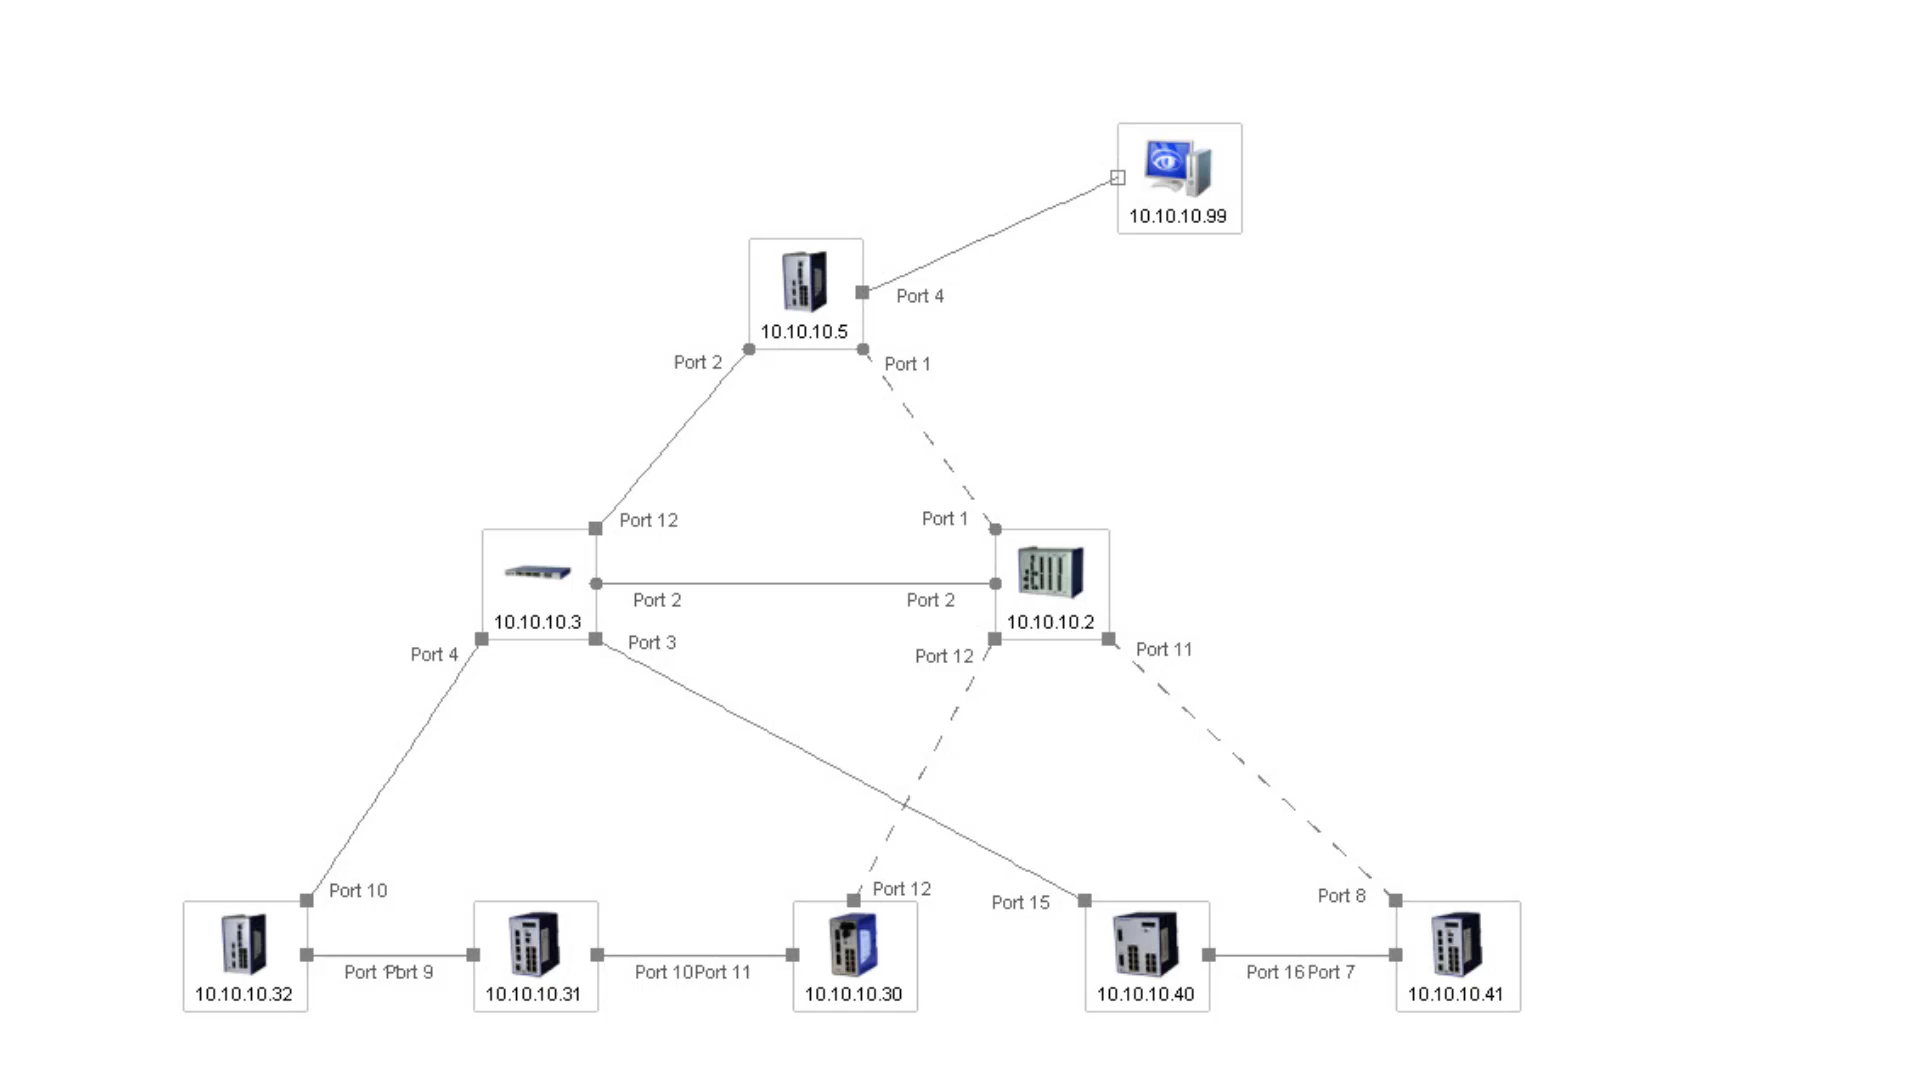 10.10.10.99
Port 4
10.10.10.5
Port 2
Port 1
Port 12
Port 1
Port 2
Port 2
10.10.10.3
10.10.10.2
Port 4
Port 3
Port 12
Port 11
Port 10
Port 12
Port 15
Port 8
Port
Port 9
Port 10
Port 11
Port 16
Port 7
10.10.10.32
10.10.10.31
10.10.10.30
10.10.10.40
10.10.10.41